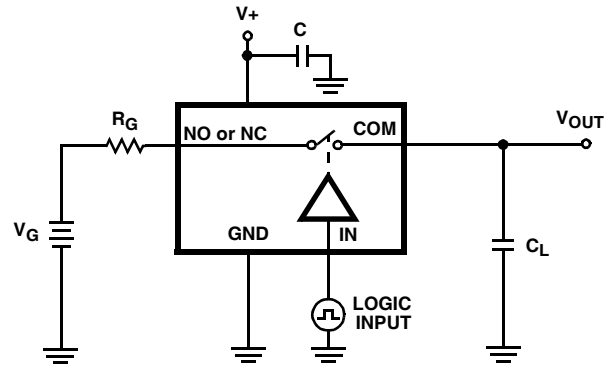 V+
C
RG
NO or NC
COM
VOUT
VG
GND
IN
CL
LOGIC
INPUT